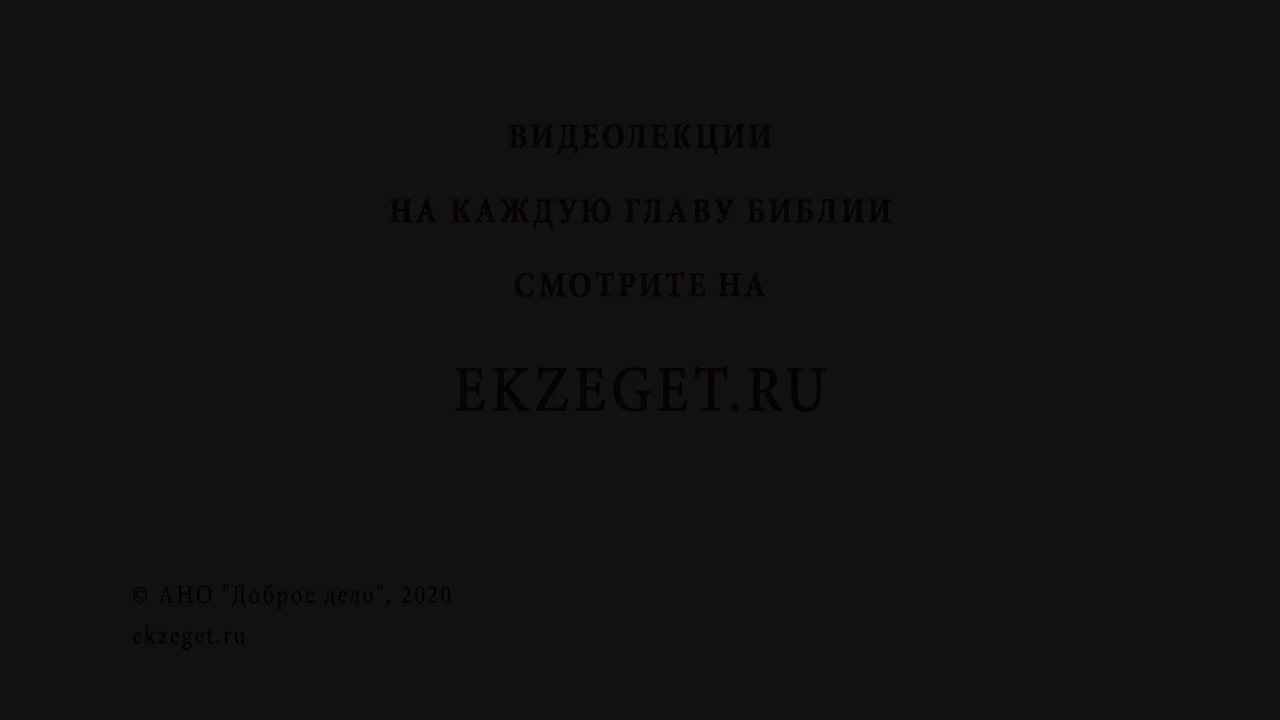 ВИДЕОЛЕКЦИИ
НА КАЖДУЮ ГЛАВУ БИБЛИИ
СМОТРИТЕ НА
EKZEGET.RU
© АНО "Доброе дело", 2020
ekzeget.ru